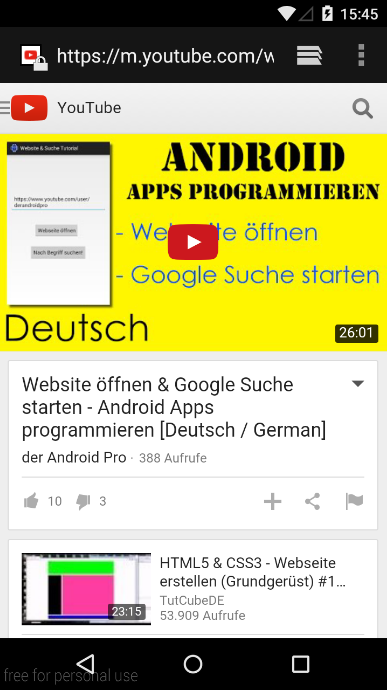 15:45
https://m.youtube.com/w
YouTube
Website & Suche Tutorial
https://www.youtube.com/user/
derandroidpro
Webseite öffnen
Nach Begriff suchen!
ANDROID
APPS PROGRAMMIEREN
- Webseite öffnen
- Google Suche starten
Deutsch
26:01
Website öffnen & Google Suche
starten - Android Apps
programmieren [Deutsch / German]
der Android Pro · 388 Aufrufe
10 3
HTML5 & CSS3 - Webseite
erstellen (Grundgerüst) #1...
TutCubeDE
53.909 Aufrufe
23:15
free for personal use